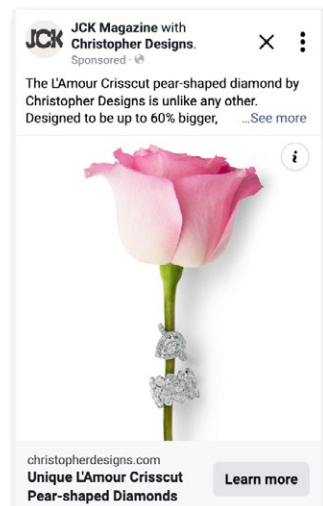 JCK
JCK Magazine with
Christopher Designs.
Sponsored ·
The L'Amour Crisscut pear-shaped diamond by
Christopher Designs is unlike any other.
Designed to be up to 60% bigger, ...See more
i
christopherdesigns.com
Unique L'Amour Crisscut
Pear-shaped Diamonds
Learn more